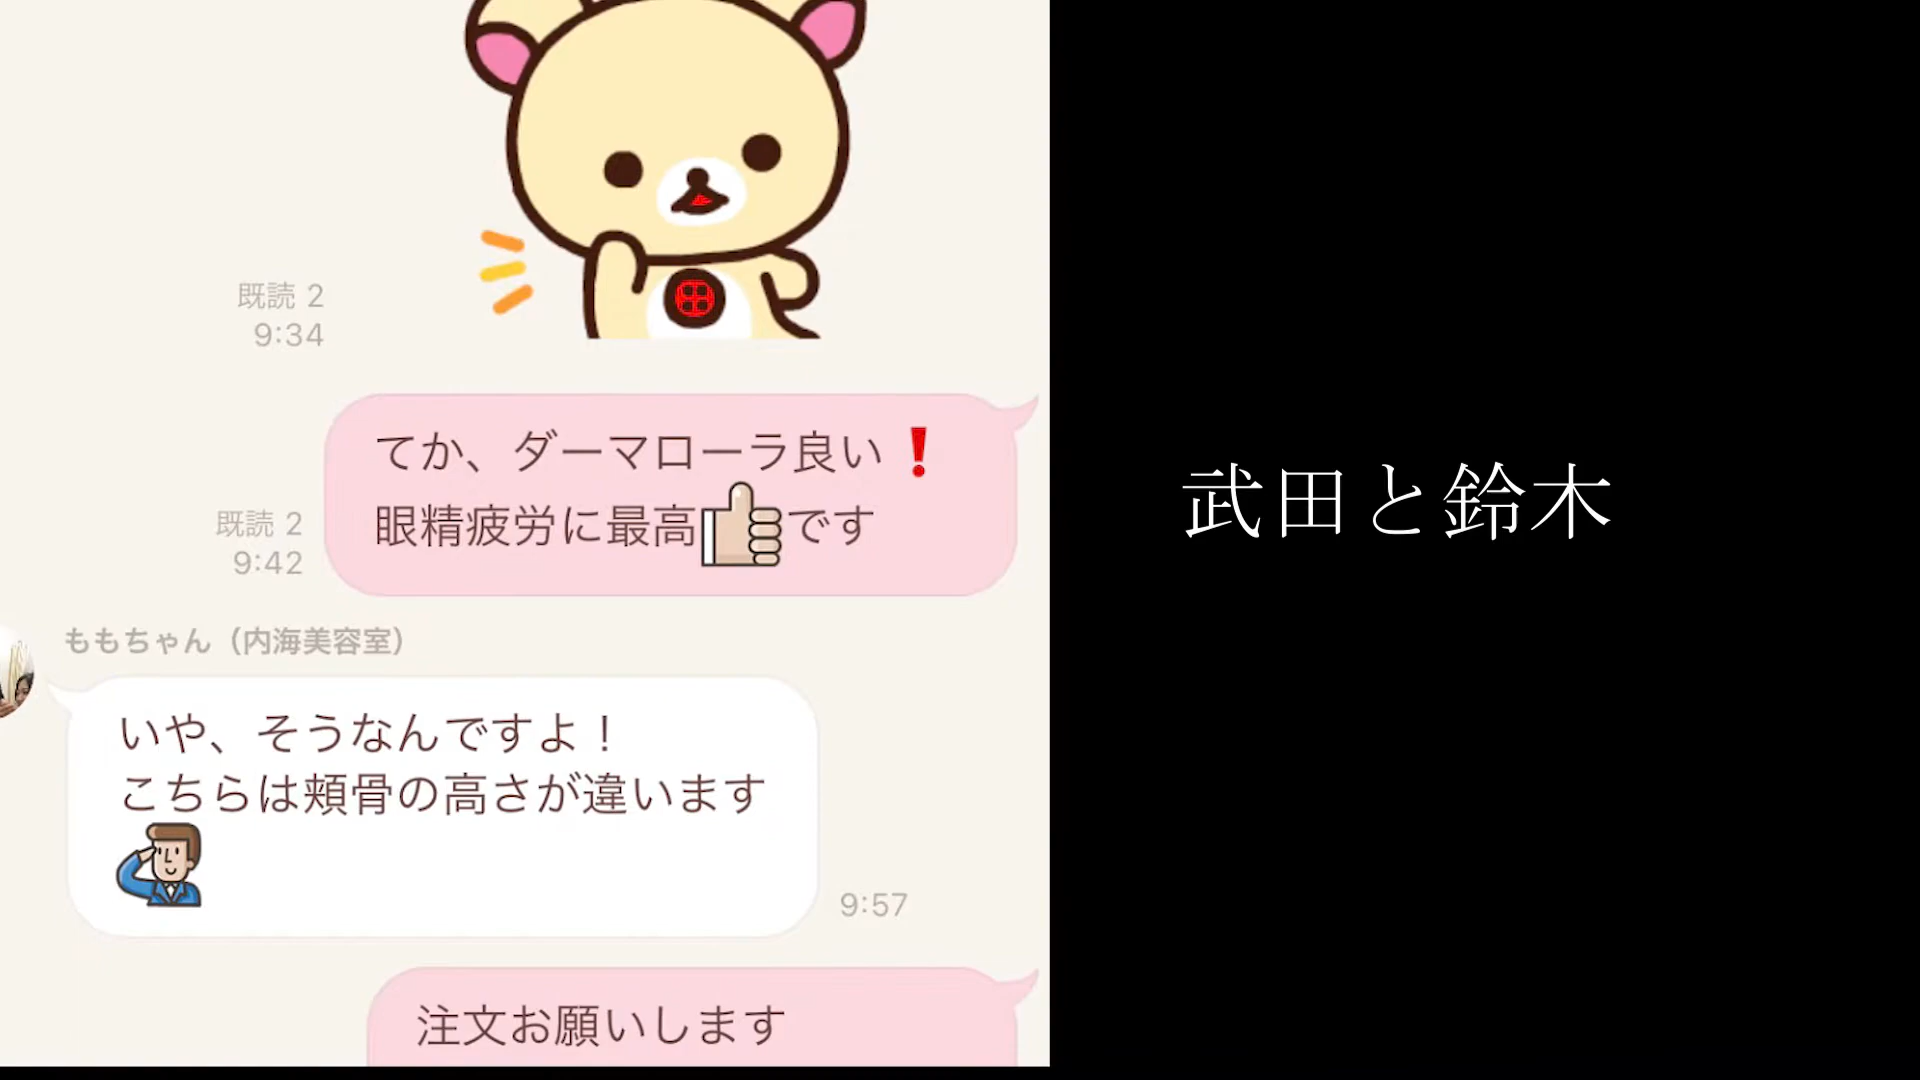 既読 2
9:34
てか、ダーマローラ良い❗
眼精疲労に最高👍です
既読 2
9:42
ももちゃん（内海美容室）
いや、そうなんですよ！
こちらは頬骨の高さが違います
9:57
注文お願いします
武田と鈴木